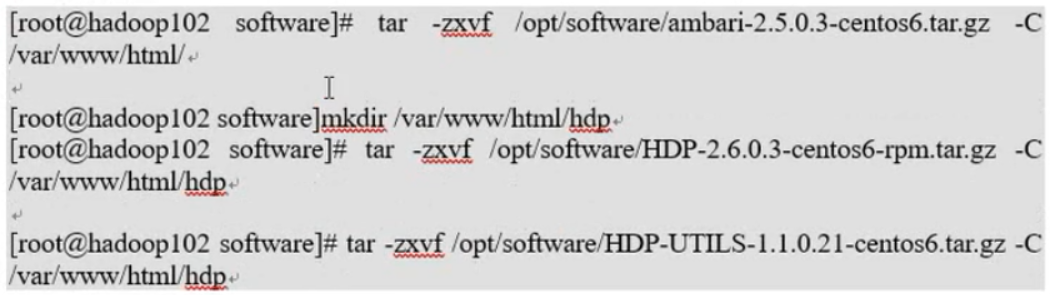 [root@hadoop102 software]# tar -zxvf /opt/software/ambari-2.5.0.3-centos6.tar.gz -C
/var/www/html/
[root@hadoop102 software]mkdir /var/www/html/hdp
[root@hadoop102 software]# tar -zxvf /opt/software/HDP-2.6.0.3-centos6-rpm.tar.gz -C
/var/www/html/hdp
[root@hadoop102 software]# tar -zxvf /opt/software/HDP-UTILS-1.1.0.21-centos6.tar.gz -C
/var/www/html/hdp